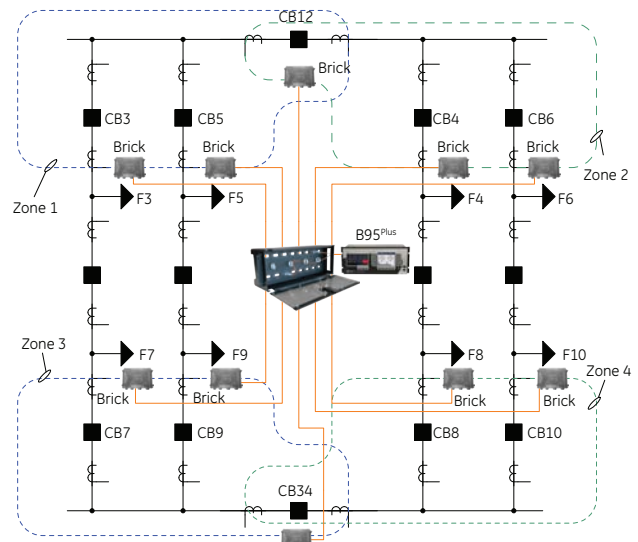 CB12
Brick
CB3
CB5
CB4
CB6
Brick
Brick
Brick
Brick
Zone 1
Zone 2
F3
F5
F4
F6
B95Plus
Zone 3
F7
F9
F8
F10
Zone 4
Brick
Brick
Brick
Brick
CB7
CB9
CB8
CB10
CB34